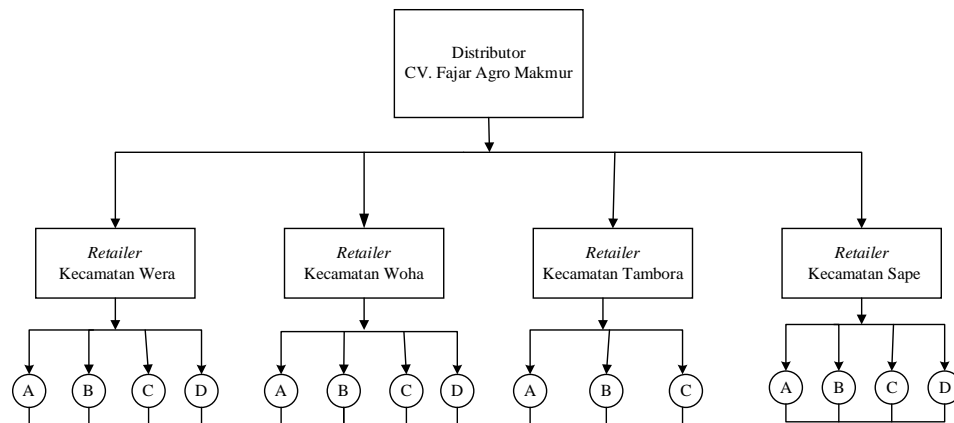 Distributor
CV. Fajar Agro Makmur
Retailer
Kecamatan Wera
Retailer
Kecamatan Woha
Retailer
Kecamatan Tambora
Retailer
Kecamatan Sape
A B C D
A B C D
A B C
A B C D